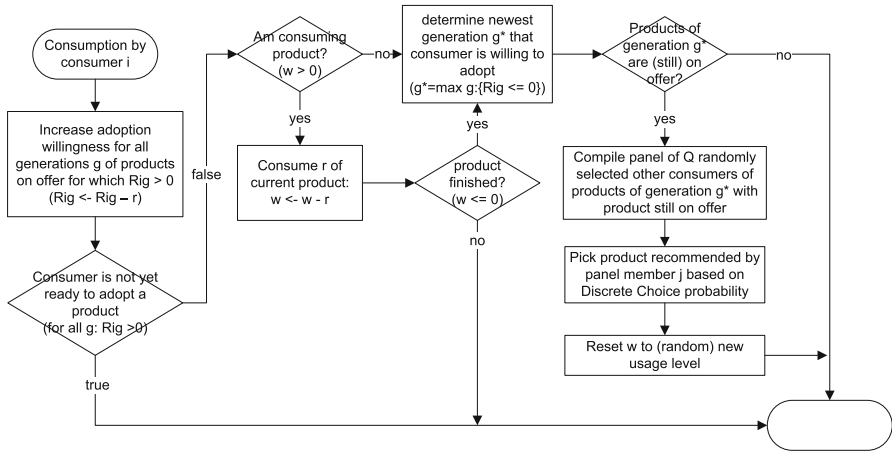 Consumption by
consumer i
Increase adoption
willingness for all
generations g of products
on offer for which Rig > 0
(Rig <- Rig – r)
Consumer is not yet
ready to adopt a
product
(for all g: Rig >0)
true
false
Am consuming
product?
(w > 0)
no
yes
Consume r of
current product:
w <- w - r
product
finished?
(w <= 0)
yes
no
determine newest
generation g* that
consumer is willing to
adopt
(g*=max g:{Rig <= 0})
Products of
generation g*
are (still) on
offer?
no
yes
Compile panel of Q randomly
selected other consumers of
products of generation g* with
product still on offer
Pick product recommended by
panel member j based on
Discrete Choice probability
Reset w to (random) new
usage level